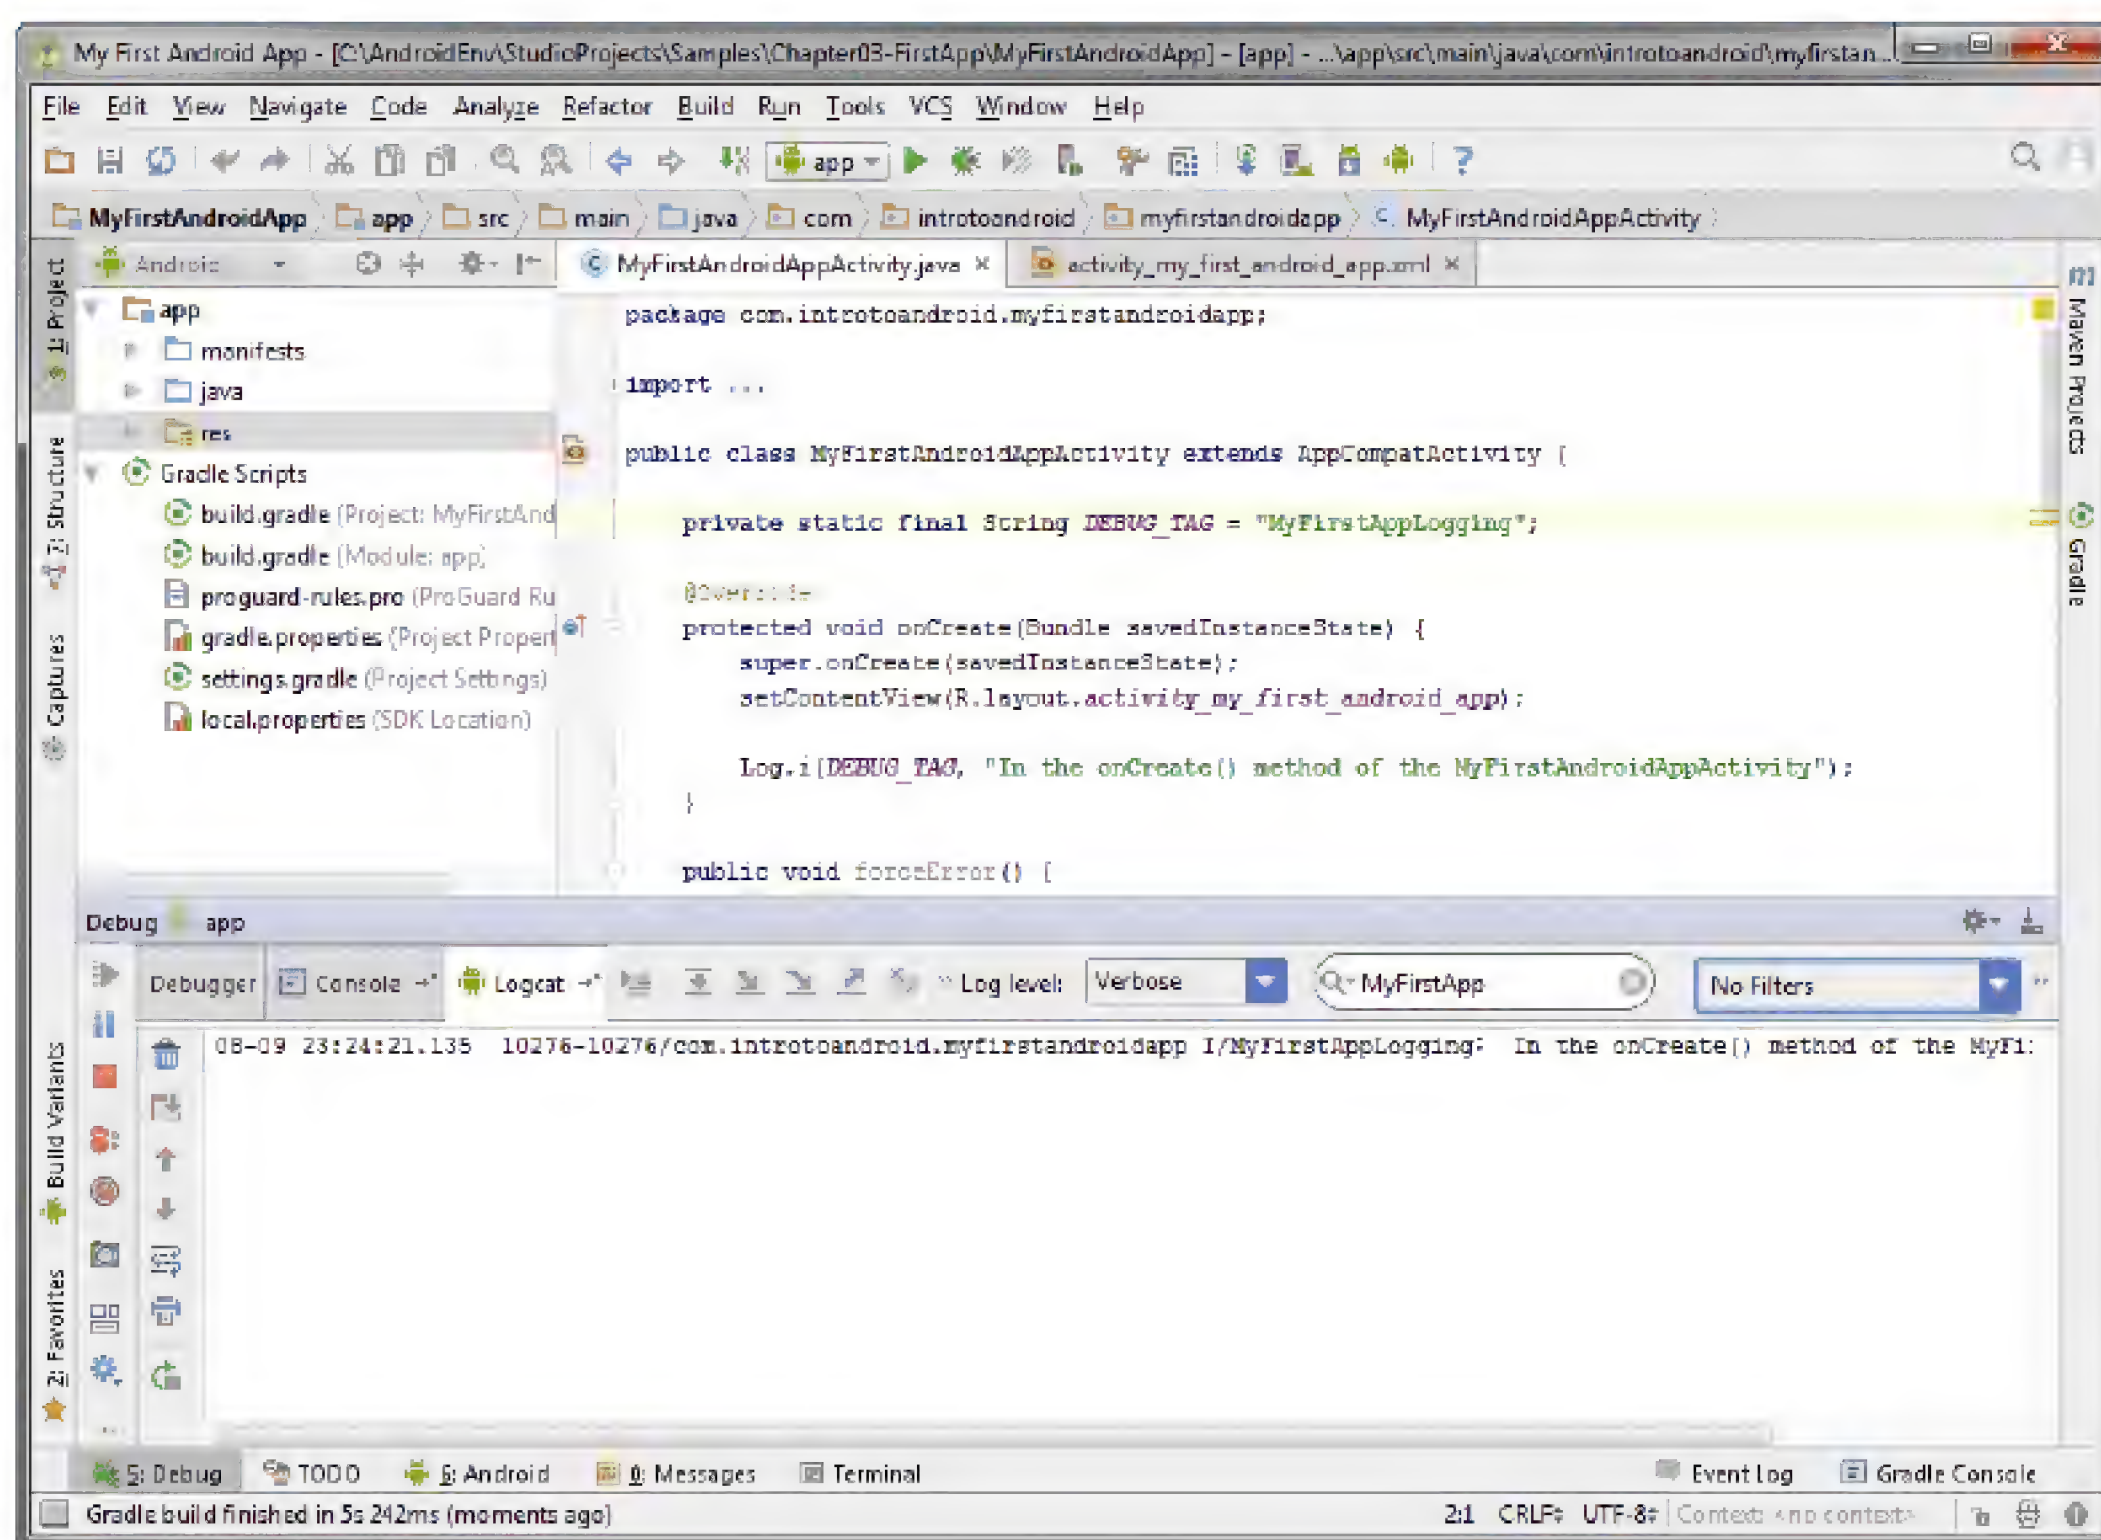 My First Android App - [C:\AndroidEnv\StudioProjects\Samples\Chapter03-FirstApp\MyFirstAndroidApp] - [app] - ...\app\src\main\java\com\introtoandroid\myfirstan...
File Edit View Navigate Code Analyze Refactor Build Run Tools VCS Window Help
app
MyFirstAndroidApp app src main java com introtoandroid myfirstandroidapp MyFirstAndroidAppActivity
Android
MyFirstAndroidAppActivity.java
activity_my_first_android_app.xml
1: Project
7: Structure
Captures
Build Variants
2: Favorites
app
manifests
java
res
Gradle Scripts
build.gradle (Project: MyFirstAnd
build.gradle (Module: app)
proguard-rules.pro (ProGuard Ru
gradle.properties (Project Propert
settings.gradle (Project Settings)
local.properties (SDK Location)
package com.introtoandroid.myfirstandroidapp;
import ...
public class MyFirstAndroidAppActivity extends AppCompatActivity {
private static final String DEBUG_TAG = "MyFirstAppLogging";
@Override
protected void onCreate(Bundle savedInstanceState) {
super.onCreate(savedInstanceState);
setContentView(R.layout.activity_my_first_android_app);
Log.i(DEBUG_TAG, "In the onCreate() method of the MyFirstAndroidAppActivity");
}
public void forceError() {
Maven Projects
Gradle
Debug app
Debugger Console Logcat Log level: Verbose MyFirstApp No Filters
08-09 23:24:21.135 10276-10276/com.introtoandroid.myfirstandroidapp I/MyFirstAppLogging: In the onCreate() method of the MyFi
5: Debug TODO 6: Android 0: Messages Terminal Event Log Gradle Console
Gradle build finished in 5s 242ms (moments ago) 2:1 CRLF UTF-8 Context: <no context>